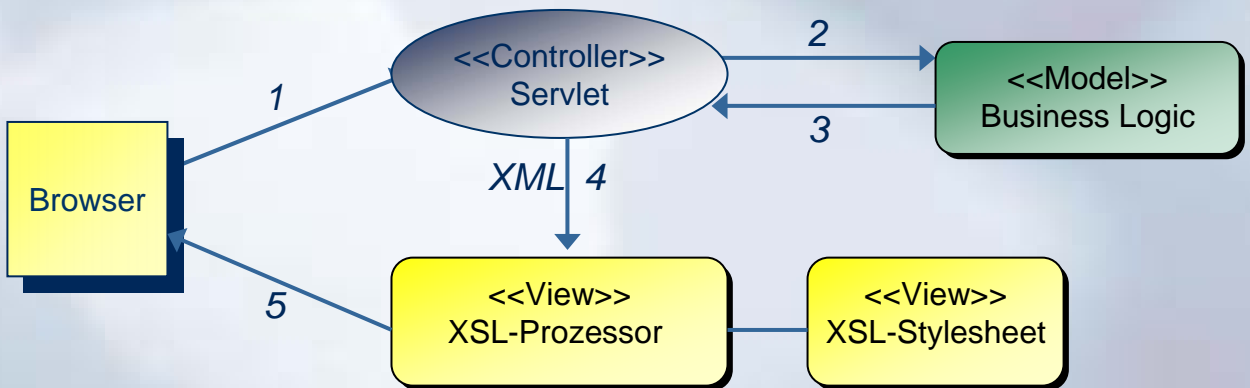 <<Controller>>
Servlet
2
<<Model>>
Business Logic
1
3
XML 4
Browser
5
<<View>>
XSL-Prozessor
<<View>>
XSL-Stylesheet